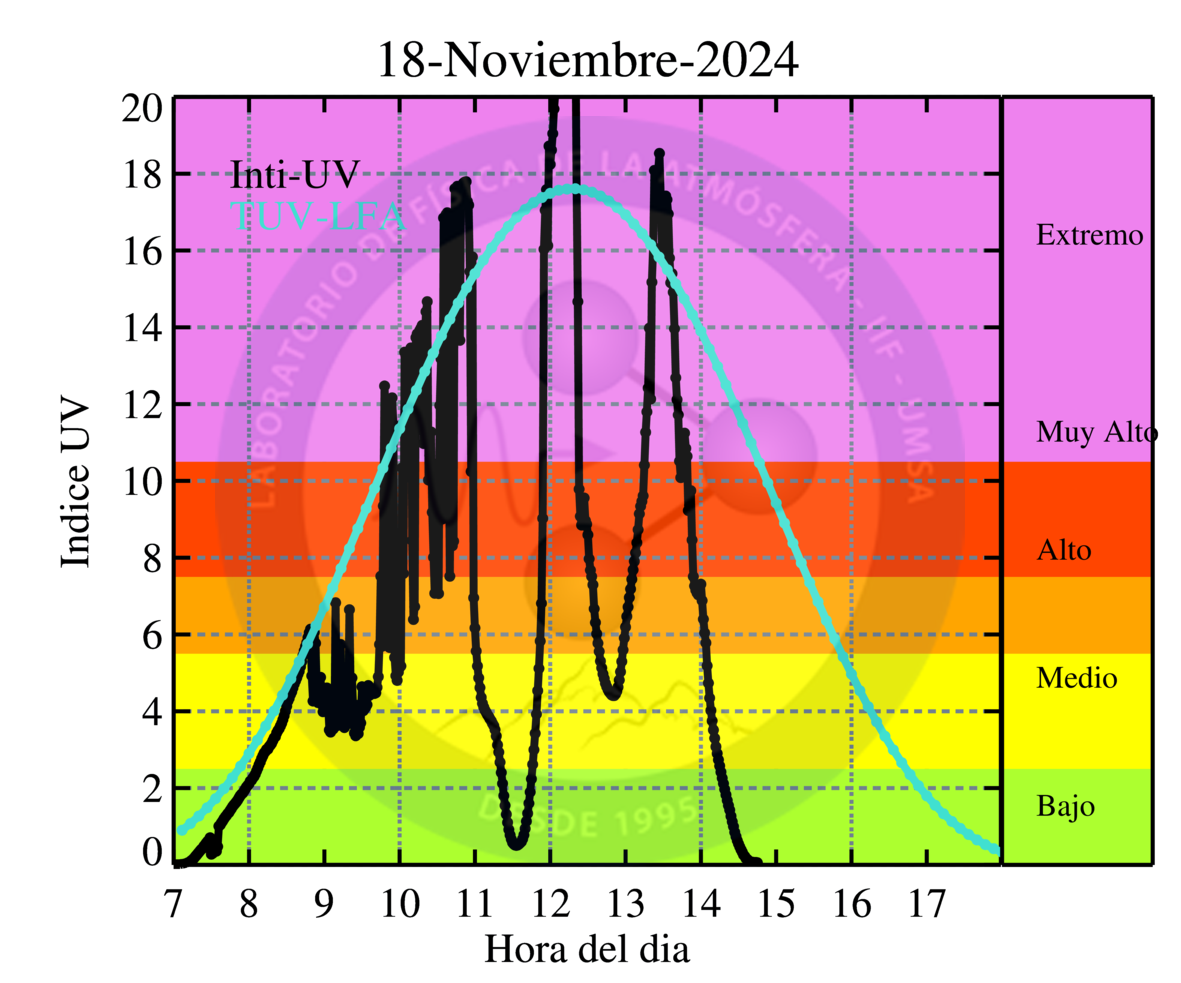 18-Noviembre-2024
Indice UV
20
18
16
14
12
10
8
6
4
2
0
Inti-UV
TUV-LFA
LABORATORIO DE FÍSICA DE LA ATMÓSFERA - IIF - UMSA
DESDE 1995
Extremo
Muy Alto
Alto
Medio
Bajo
7 8 9 10 11 12 13 14 15 16 17
Hora del dia